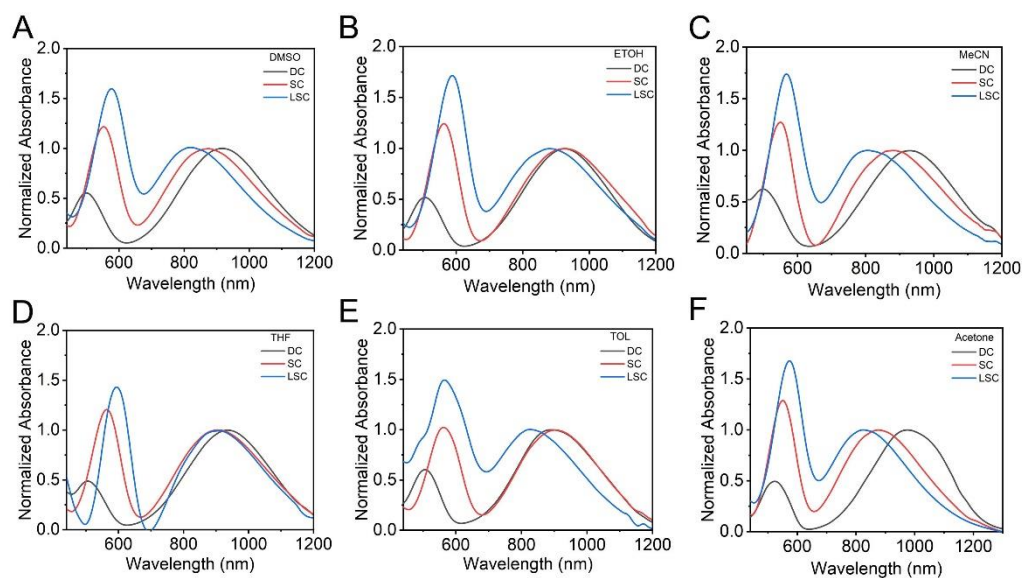 A
Normalized Absorbance
2.0
1.5
1.0
0.5
0.0
DMSO
DC
SC
LSC
600 800 1000 1200
Wavelength (nm)
B
Normalized Absorbance
2.0
1.5
1.0
0.5
0.0
ETOH
DC
SC
LSC
600 800 1000 1200
Wavelength (nm)
C
Normalized Absorbance
2.0
1.5
1.0
0.5
0.0
MeCN
DC
SC
LSC
600 800 1000 1200
Wavelength (nm)
D
Normalized Absorbance
2.0
1.5
1.0
0.5
0.0
THF
DC
SC
LSC
600 800 1000 1200
Wavelength (nm)
E
Normalized Absorbance
2.0
1.5
1.0
0.5
0.0
TOL
DC
SC
LSC
600 800 1000 1200
Wavelength (nm)
F
Normalized Absorbance
2.0
1.5
1.0
0.5
0.0
Acetone
DC
SC
LSC
600 800 1000 1200
Wavelength (nm)